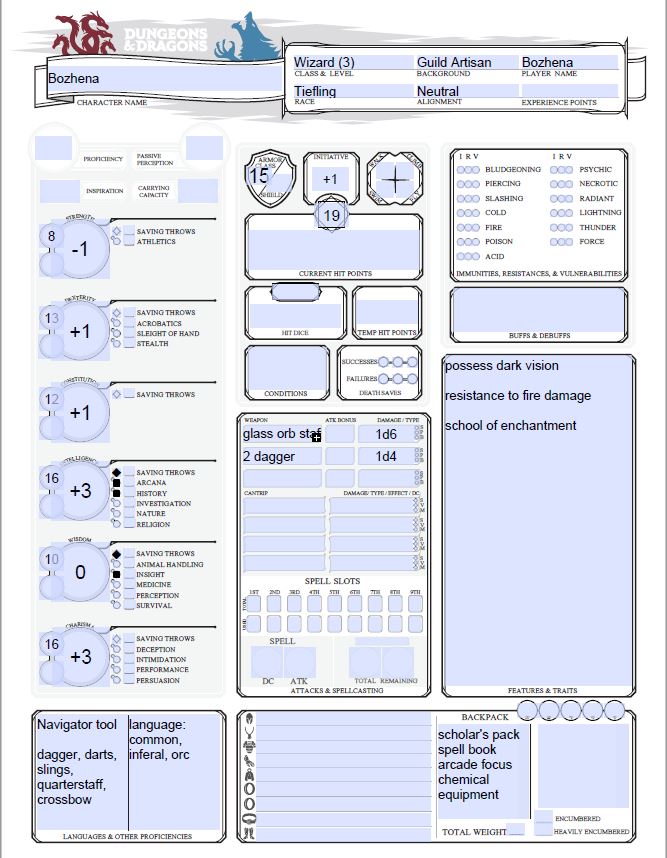 DUNGEONS
& DRAGONS
Bozhena
CHARACTER NAME
Wizard (3)
Guild Artisan
Bozhena
CLASS & LEVEL
BACKGROUND
PLAYER NAME
Tiefling
Neutral
RACE
ALIGNMENT
EXPERIENCE POINTS
PROFICIENCY
PASSIVE
PERCEPTION
INSPIRATION
CARRYING
CAPACITY
STRENGTH
8
-1
SAVING THROWS
ATHLETICS
DEXTERITY
13
+1
SAVING THROWS
ACROBATICS
SLEIGHT OF HAND
STEALTH
CONSTITUTION
12
+1
SAVING THROWS
INTELLIGENCE
16
+3
SAVING THROWS
ARCANA
HISTORY
INVESTIGATION
NATURE
RELIGION
WISDOM
10
0
SAVING THROWS
ANIMAL HANDLING
INSIGHT
MEDICINE
PERCEPTION
SURVIVAL
CHARISMA
16
+3
SAVING THROWS
DECEPTION
INTIMIDATION
PERFORMANCE
PERSUASION
ARMOR
CLASS
15
SHIELD
INITIATIVE
+1
WALK
CLIMB
SWIM
19
CURRENT HIT POINTS
HIT DICE
TEMP HIT POINTS
CONDITIONS
SUCCESSES
FAILURES
DEATH SAVES
WEAPON
ATK BONUS
DAMAGE / TYPE
glass orb staf
1d6
2 dagger
1d4
CANTRIP
DAMAGE/ TYPE / EFFECT / DC
SPELL SLOTS
1ST 2ND 3RD 4TH 5TH 6TH 7TH 8TH 9TH
TOTAL
USED
SPELL
DC
ATK
TOTAL
REMAINING
ATTACKS & SPELLCASTING
I R V
I R V
BLUDGEONING
PSYCHIC
PIERCING
NECROTIC
SLASHING
RADIANT
COLD
LIGHTNING
FIRE
THUNDER
POISON
FORCE
ACID
IMMUNITIES, RESISTANCES, & VULNERABILITIES
BUFFS & DEBUFFS
possess dark vision
resistance to fire damage
school of enchantment
FEATURES & TRAITS
Navigator tool
dagger, darts,
slings,
quarterstaff,
crossbow
language:
common,
inferal, orc
LANGUAGES & OTHER PROFICIENCIES
BACKPACK
scholar's pack
spell book
arcade focus
chemical
equipment
TOTAL WEIGHT
ENCUMBERED
HEAVILY ENCUMBERED